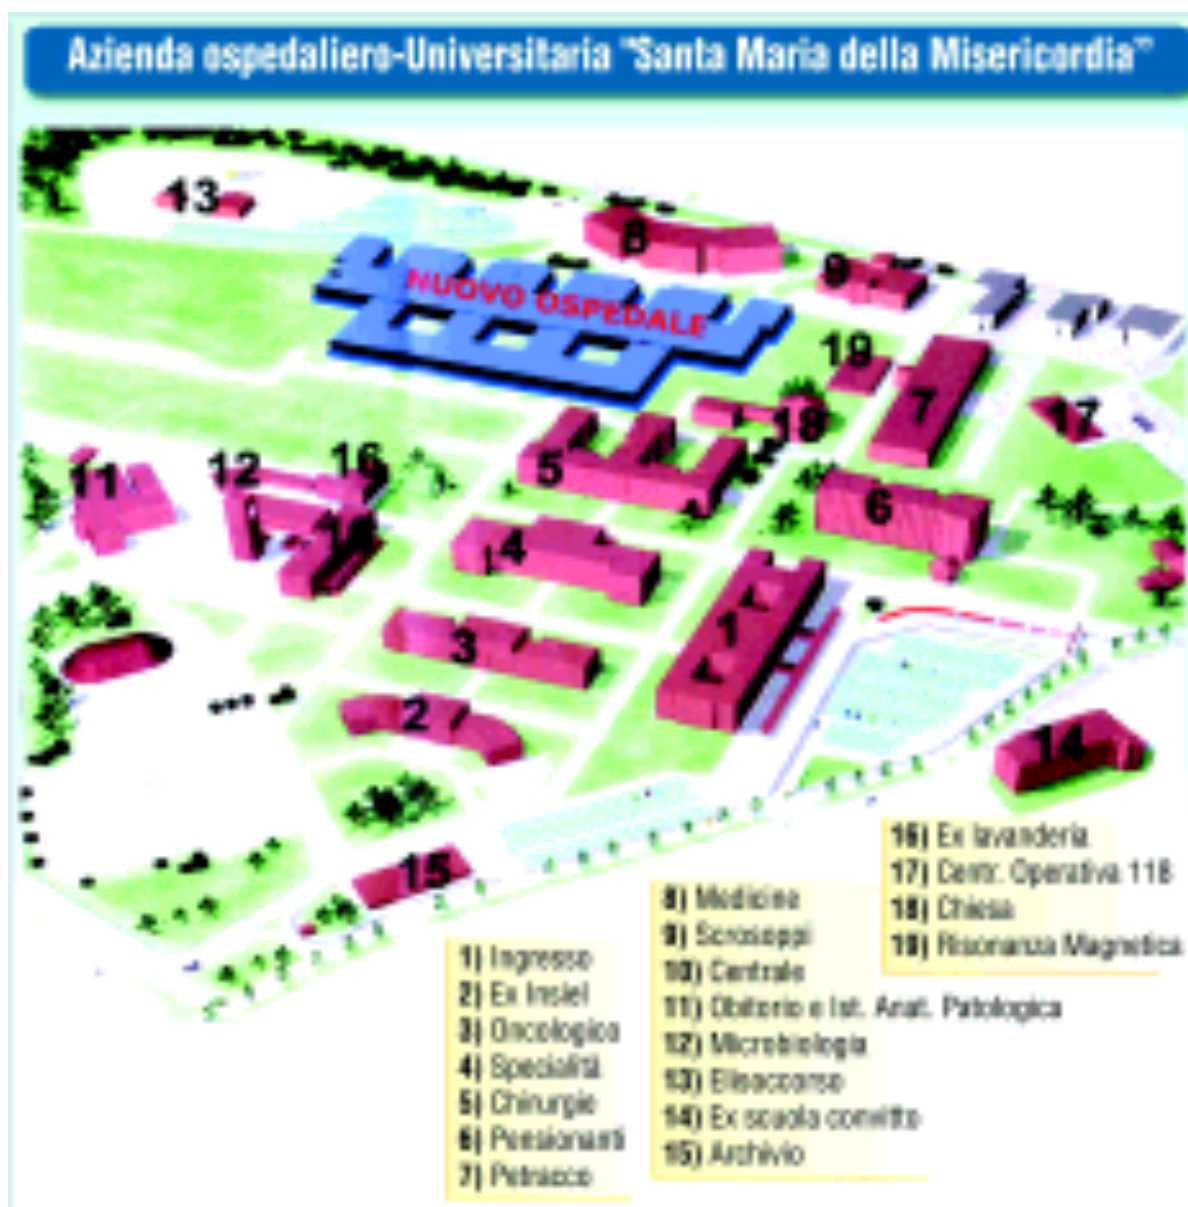 Azienda ospedaliero-Universitaria "Santa Maria della Misericordia"
13
8
9
NUOVO OSPEDALE
19
7
17
18
5
11
12
16
6
4
1
3
2
14
15
16) Ex lavanderia
17) Centr. Operativa 118
18) Chiesa
19) Risonanza Magnetica
8) Medicine
9) Scrosoppi
10) Centrale
11) Obitorio e Ist. Anat. Patologica
12) Microbiologia
13) Elisoccorso
14) Ex scuola convitto
15) Archivio
1) Ingresso
2) Ex Insiel
3) Oncologico
4) Specialità
5) Chirurgie
6) Pensionanti
7) Petracco